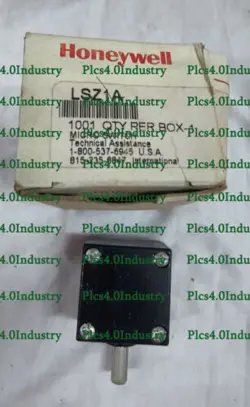 Honeywell
LSZ1A
1001 QTY PER BOX 1
MICRO SWITCH
Technical Assistance
1-800-537-6945 U.S.A
815-235-6847 International
Plcs4.0Industry